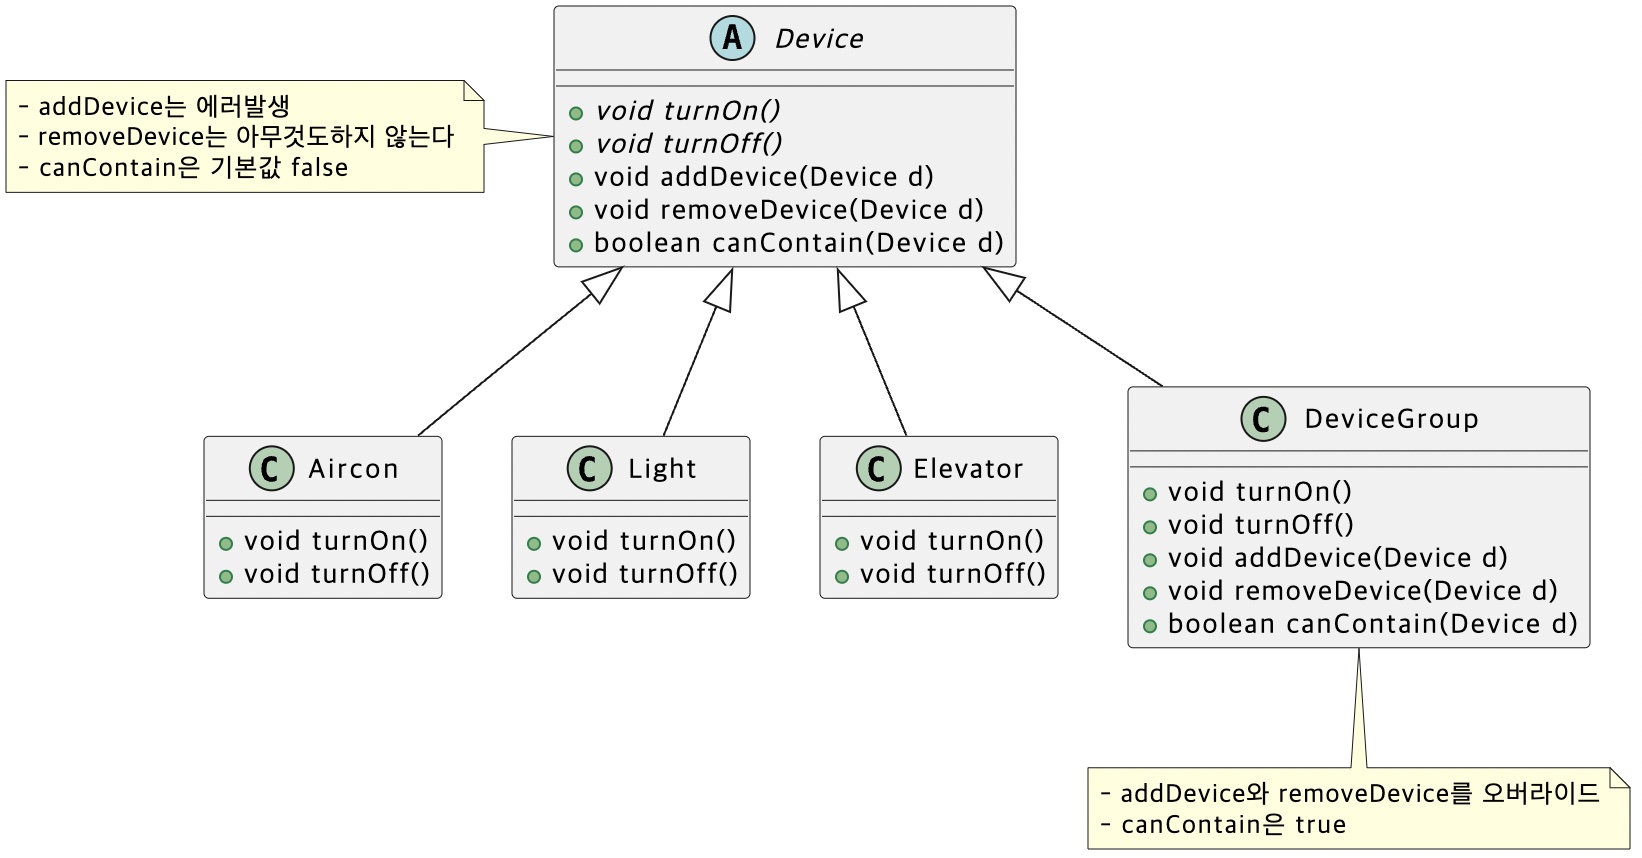 A Device
void turnOn()
void turnOff()
void addDevice(Device d)
void removeDevice(Device d)
boolean canContain(Device d)
- addDevice는 에러발생
- removeDevice는 아무것도하지 않는다
- canContain은 기본값 false
C Aircon
void turnOn()
void turnOff()
C Light
void turnOn()
void turnOff()
C Elevator
void turnOn()
void turnOff()
C DeviceGroup
void turnOn()
void turnOff()
void addDevice(Device d)
void removeDevice(Device d)
boolean canContain(Device d)
- addDevice와 removeDevice를 오버라이드
- canContain은 true